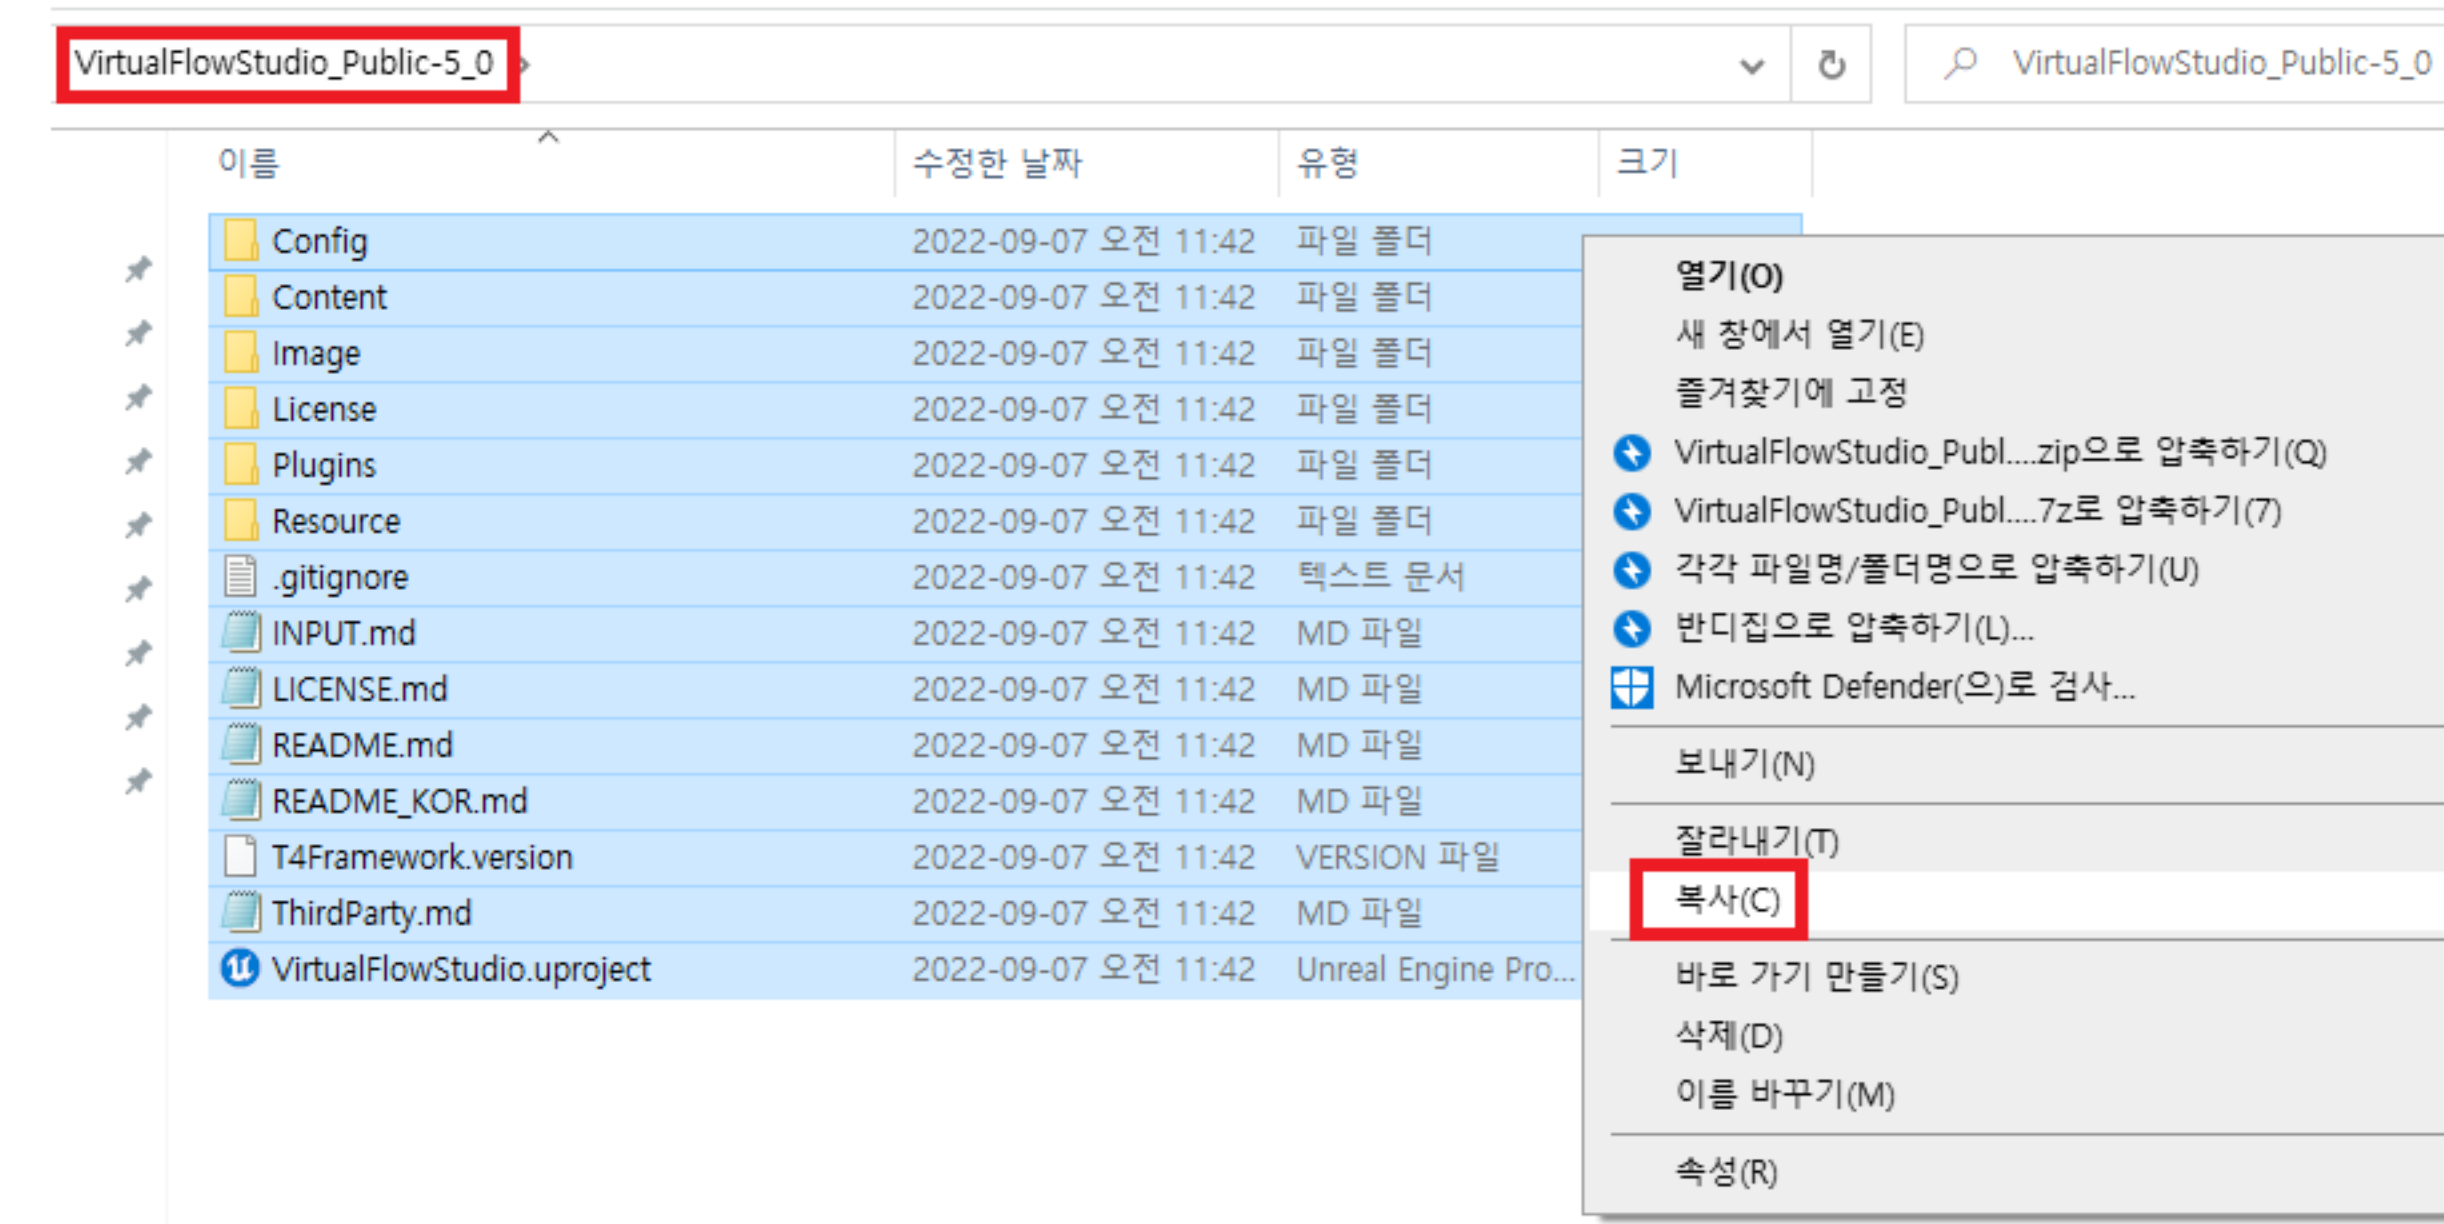 VirtualFlowStudio_Public-5_0
VirtualFlowStudio_Public-5_0
이름 수정한 날짜 유형 크기
Config 2022-09-07 오전 11:42 파일 폴더
Content 2022-09-07 오전 11:42 파일 폴더
Image 2022-09-07 오전 11:42 파일 폴더
License 2022-09-07 오전 11:42 파일 폴더
Plugins 2022-09-07 오전 11:42 파일 폴더
Resource 2022-09-07 오전 11:42 파일 폴더
.gitignore 2022-09-07 오전 11:42 텍스트 문서
INPUT.md 2022-09-07 오전 11:42 MD 파일
LICENSE.md 2022-09-07 오전 11:42 MD 파일
README.md 2022-09-07 오전 11:42 MD 파일
README_KOR.md 2022-09-07 오전 11:42 MD 파일
T4Framework.version 2022-09-07 오전 11:42 VERSION 파일
ThirdParty.md 2022-09-07 오전 11:42 MD 파일
VirtualFlowStudio.uproject 2022-09-07 오전 11:42 Unreal Engine Pro...
열기(O)
새 창에서 열기(E)
즐겨찾기에 고정
VirtualFlowStudio_Publ....zip으로 압축하기(Q)
VirtualFlowStudio_Publ....7z로 압축하기(7)
각각 파일명/폴더명으로 압축하기(U)
반디집으로 압축하기(L)...
Microsoft Defender(으)로 검사...
보내기(N)
잘라내기(T)
복사(C)
바로 가기 만들기(S)
삭제(D)
이름 바꾸기(M)
속성(R)